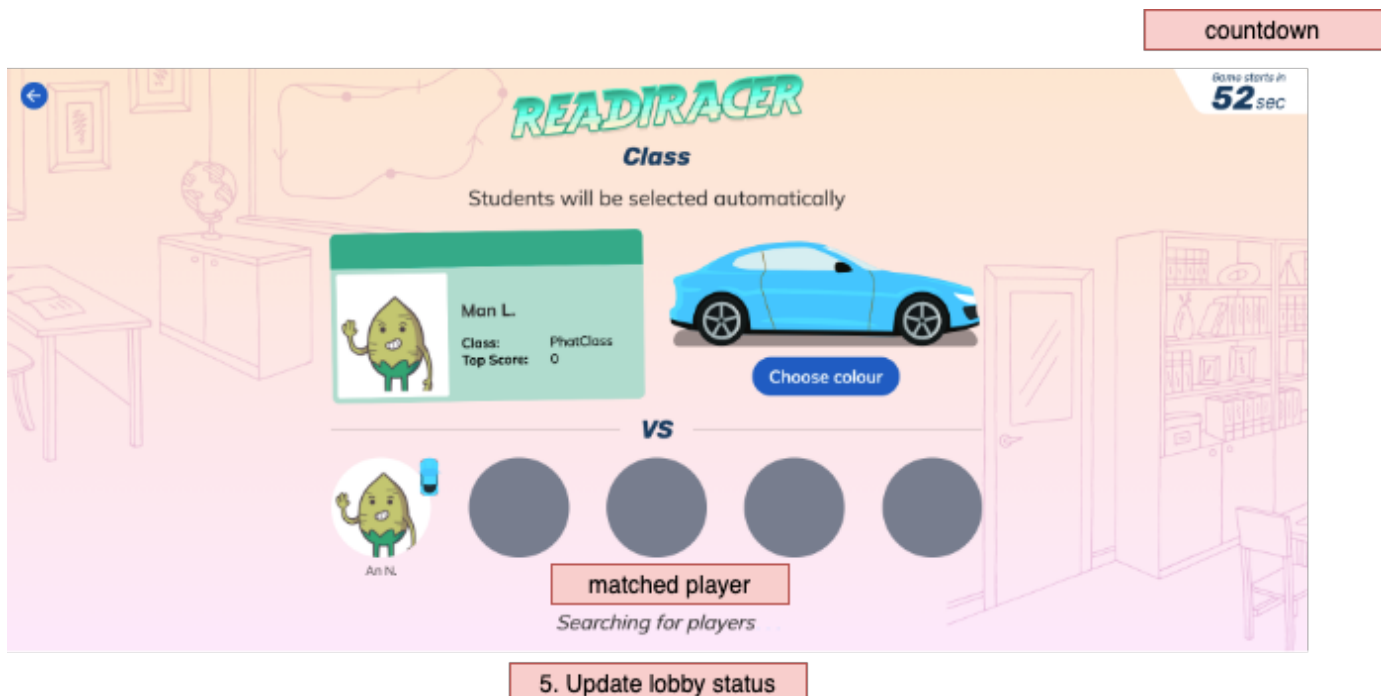 countdown
Game starts in
52 sec
READIRACER
Class
Students will be selected automatically
Man L.
Class: PhatClass
Top Score: 0
Choose colour
VS
An N.
matched player
Searching for players
5. Update lobby status